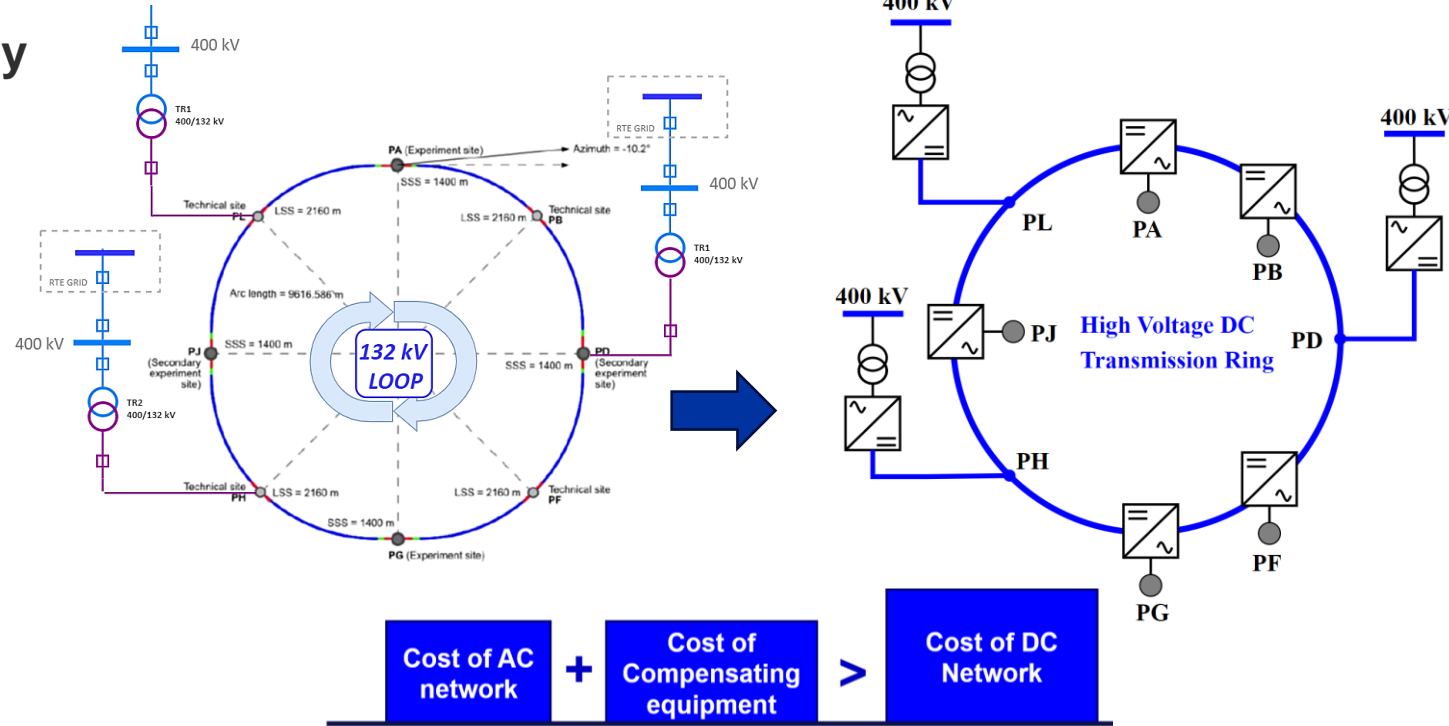 y
400 kV
TR1
400/132 kV
RTE GRID
400 kV
TR1
400/132 kV
PA (Experiment site)
Azimuth = -10.2°
SSS = 1400 m
Technical site
PL
LSS = 2160 m
LSS = 2160 m
Technical site
PB
RTE GRID
400 kV
TR2
400/132 kV
Arc length = 9616.586 m
PJ
(Secondary
experiment
site)
SSS = 1400 m
132 kV
LOOP
SSS = 1400 m
PD
(Secondary
experiment
site)
Technical site
PH
LSS = 2160 m
LSS = 2160 m
Technical site
PF
SSS = 1400 m
PG (Experiment site)
400 kV
400 kV
PL
PA
PB
400 kV
PJ
High Voltage DC
Transmission Ring
PD
PH
PF
PG
Cost of AC
network
+
Cost of
Compensating
equipment
>
Cost of DC
Network